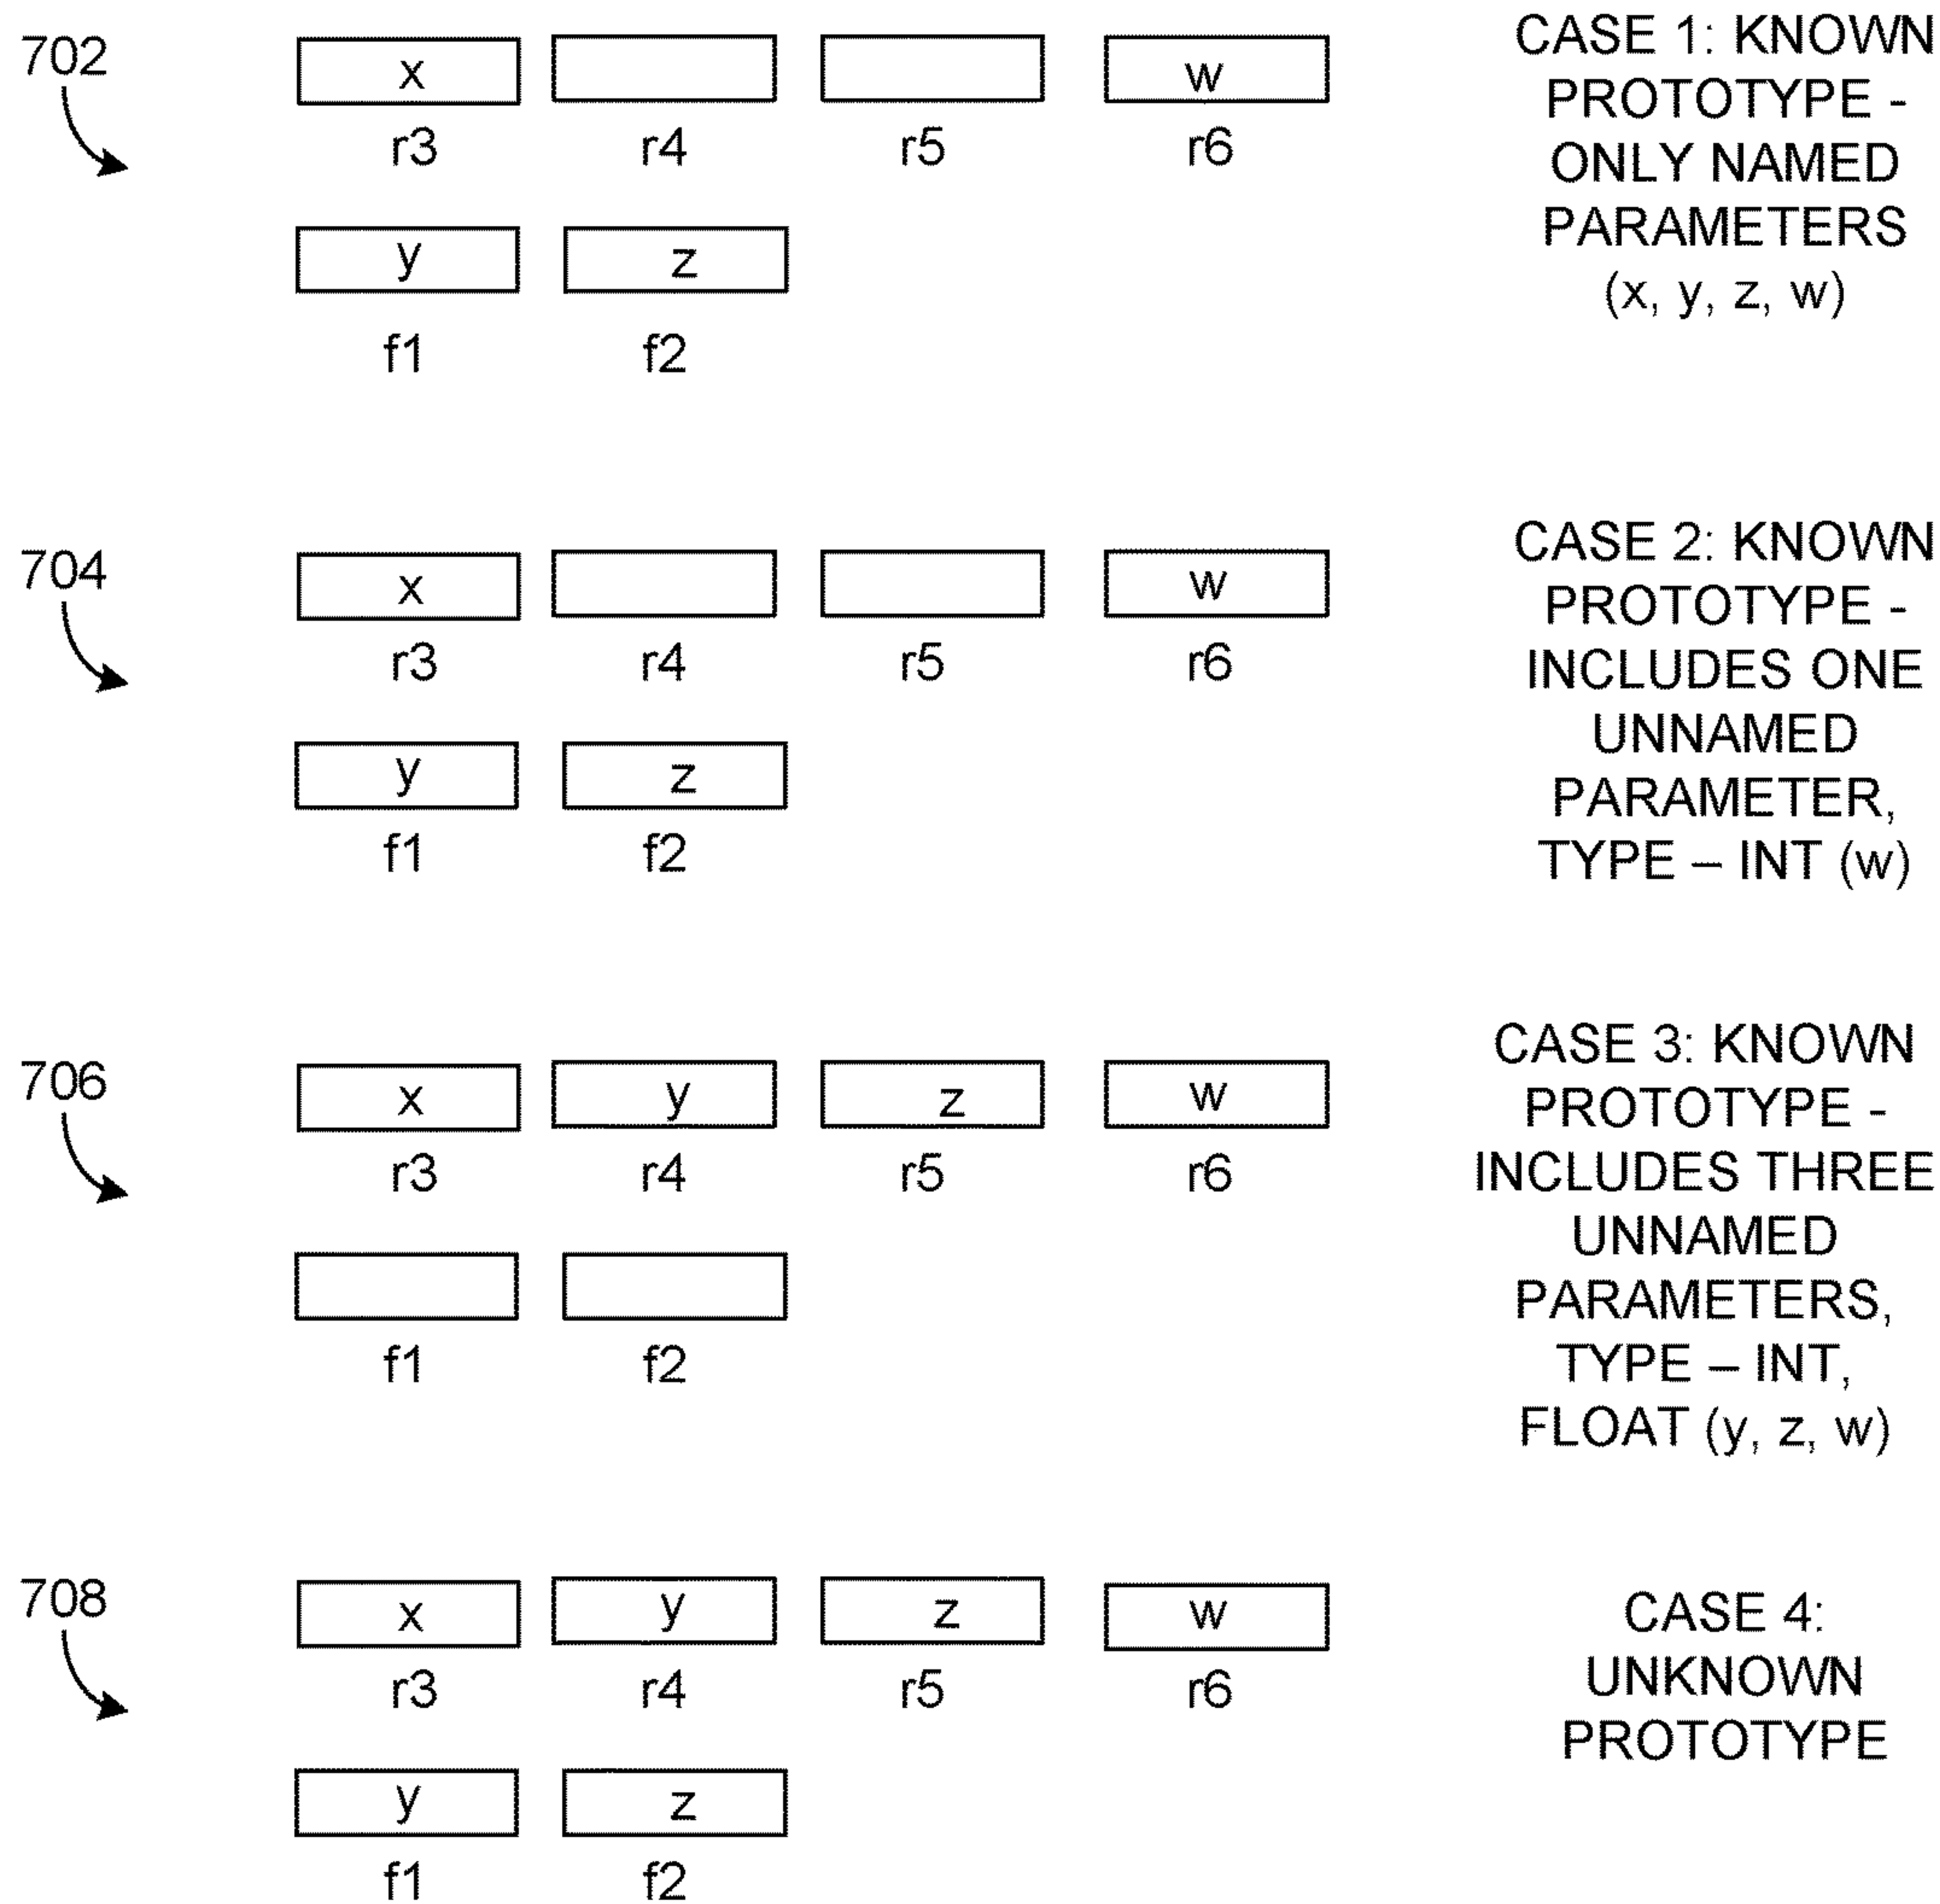 702
x
w
r3 r4 r5 r6
y z
f1 f2
CASE 1: KNOWN
PROTOTYPE -
ONLY NAMED
PARAMETERS
(x, y, z, w)
704
x
w
r3 r4 r5 r6
y z
f1 f2
CASE 2: KNOWN
PROTOTYPE -
INCLUDES ONE
UNNAMED
PARAMETER,
TYPE – INT (w)
706
x y z w
r3 r4 r5 r6
f1 f2
CASE 3: KNOWN
PROTOTYPE -
INCLUDES THREE
UNNAMED
PARAMETERS,
TYPE – INT,
FLOAT (y, z, w)
708
x y z w
r3 r4 r5 r6
y z
f1 f2
CASE 4:
UNKNOWN
PROTOTYPE